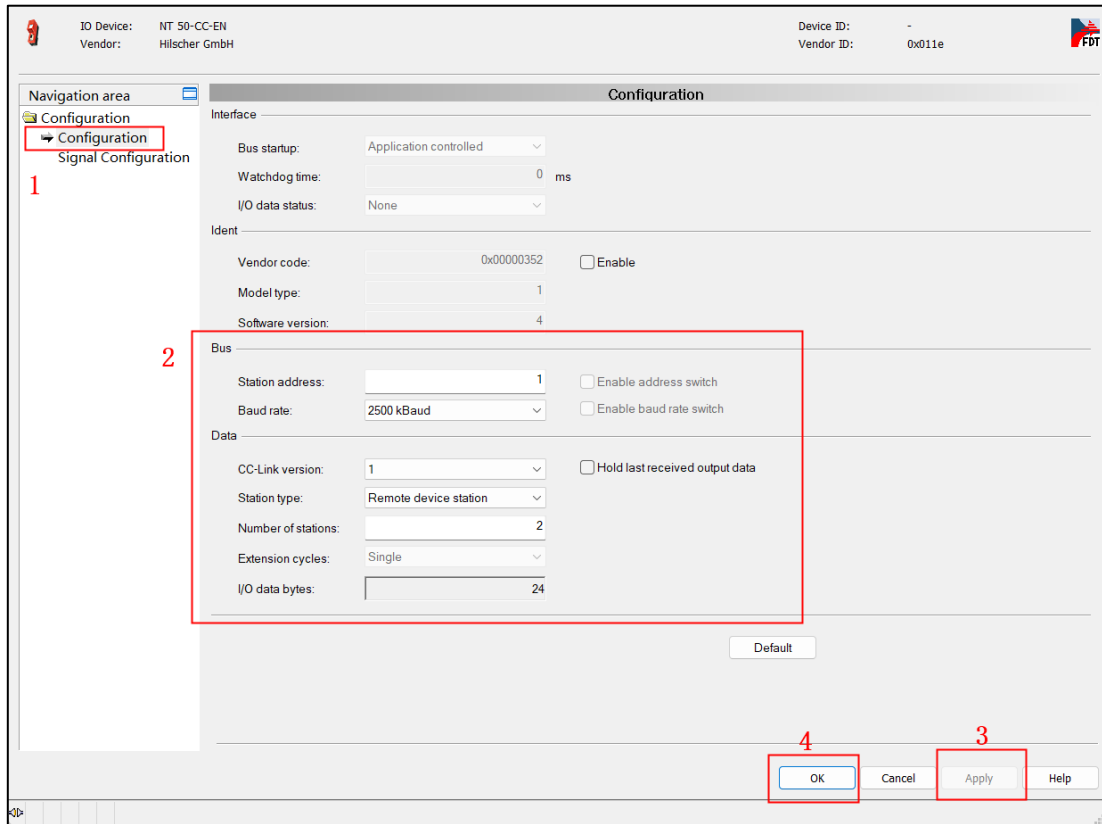 IO Device: NT 50-CC-EN Device ID: -
Vendor: Hilscher GmbH Vendor ID: 0x011e
FDT
Navigation area
Configuration
Configuration
Signal Configuration
1
Configuration
Interface
Bus startup: Application controlled
Watchdog time: 0 ms
I/O data status: None
Ident
Vendor code: 0x00000352 Enable
Model type: 1
Software version: 4
2
Bus
Station address: 1 Enable address switch
Baud rate: 2500 kBaud Enable baud rate switch
Data
CC-Link version: 1 Hold last received output data
Station type: Remote device station
Number of stations: 2
Extension cycles: Single
I/O data bytes: 24
Default
4 3
OK Cancel Apply Help